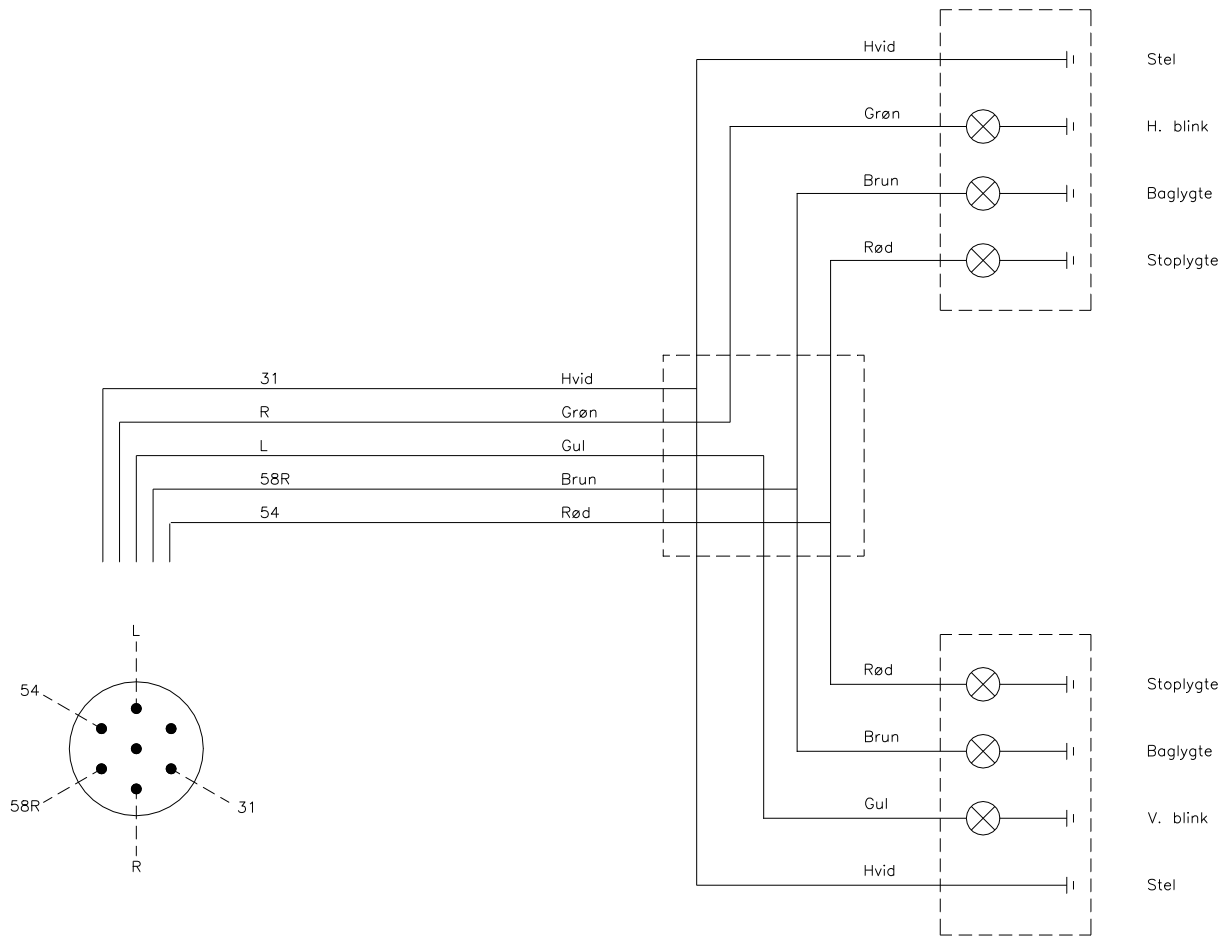 Hvid
Stel
Grøn
H. blink
Brun
Baglygte
Rød
Stoplygte
31
Hvid
R
Grøn
L
Gul
58R
Brun
54
Rød
L
54
58R
31
R
Rød
Stoplygte
Brun
Baglygte
Gul
V. blink
Hvid
Stel